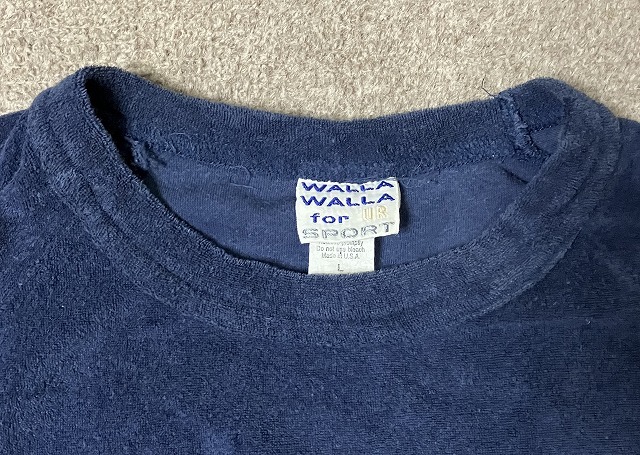 WALLA
WALLA
for UR
SPORT
Do not use bleach
Made in U.S.A.
L